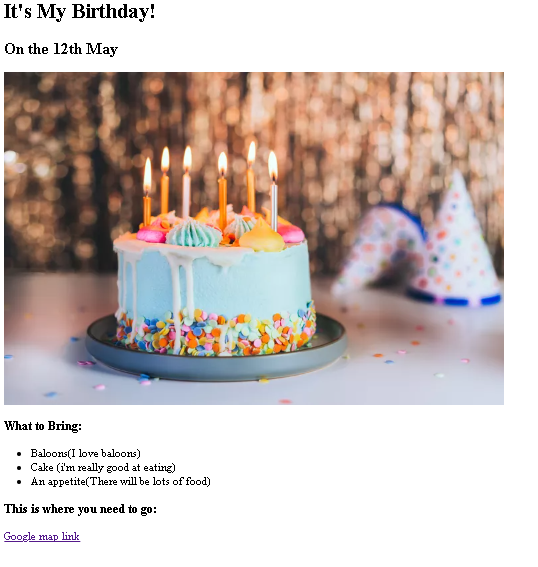 It's My Birthday!
On the 12th May
What to Bring:
Baloons(I love baloons)
Cake (i'm really good at eating)
An appetite(There will be lots of food)
This is where you need to go:
Google map link